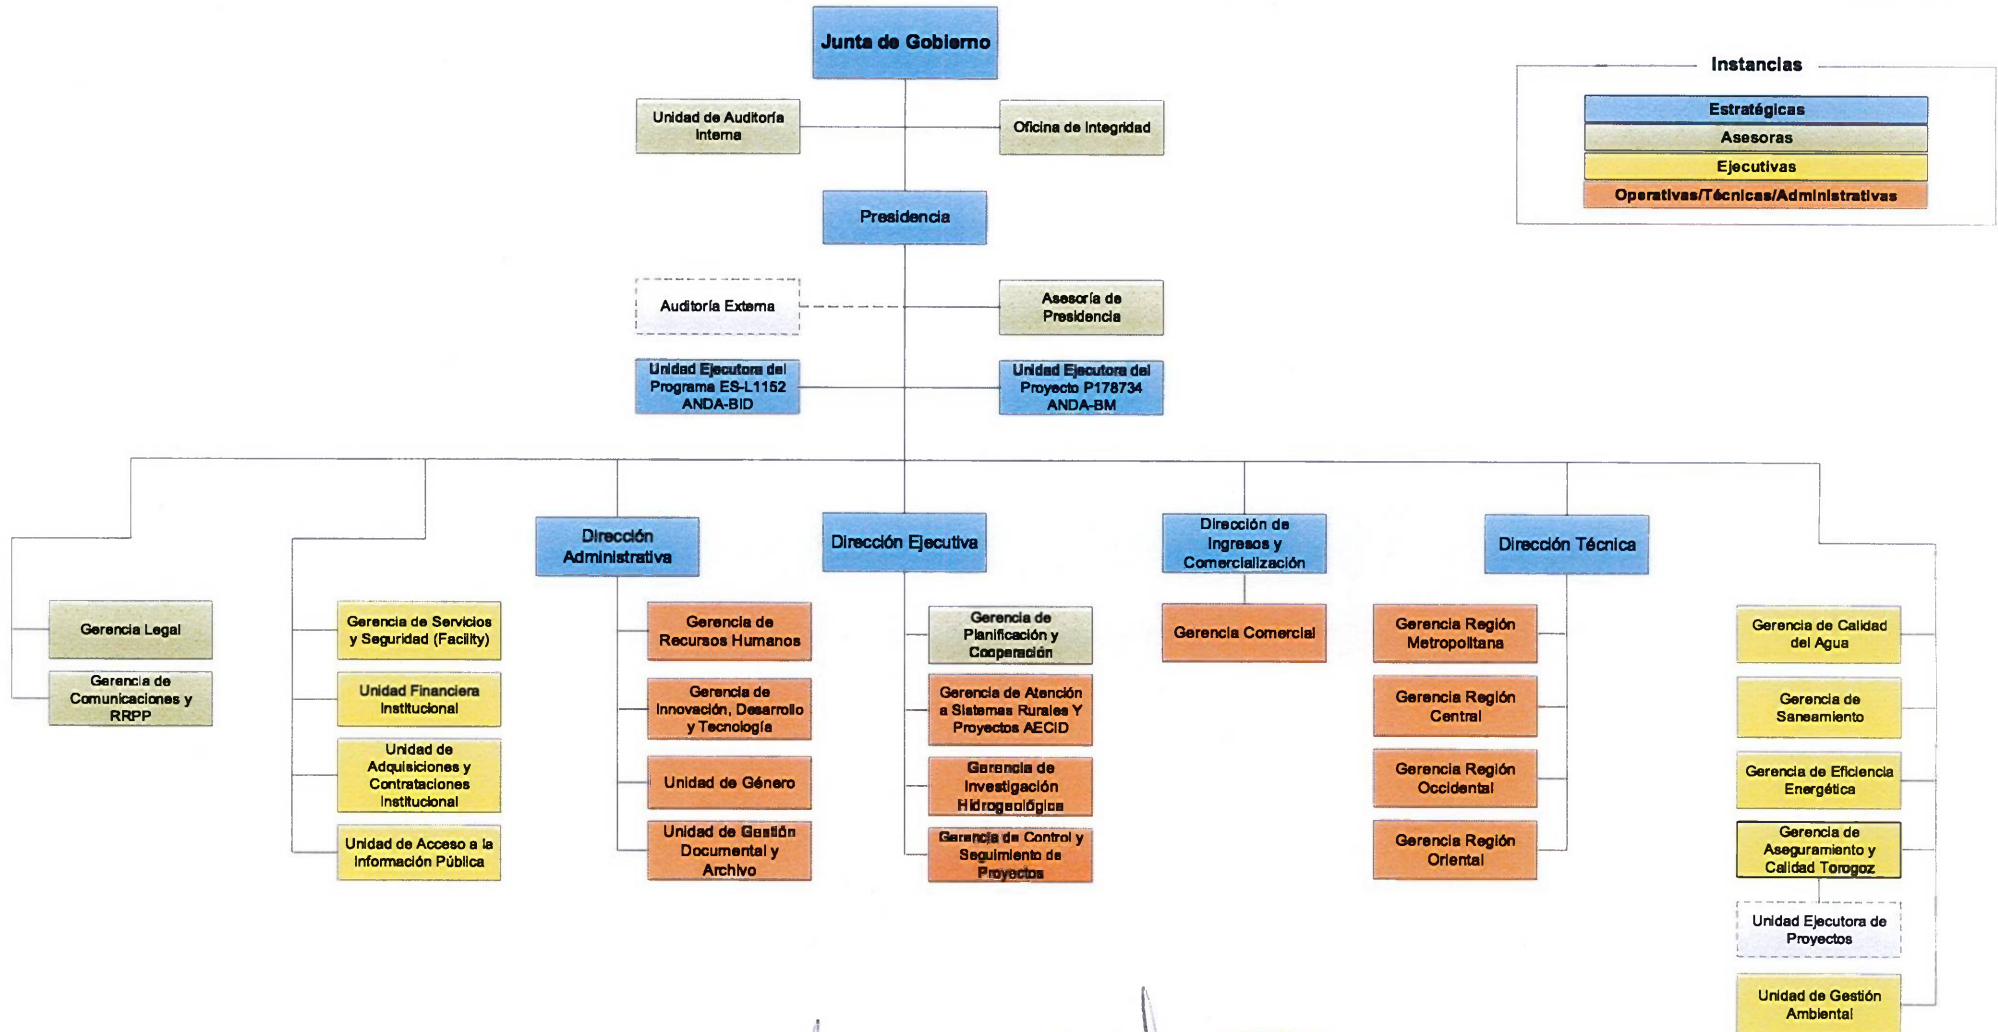 Junta de Gobierno
Instancias
Estratégicas
Asesoras
Ejecutivas
Operativas/Técnicas/Administrativas
Unidad de Auditoría
Interna
Oficina de Integridad
Presidencia
Auditoría Externa
Asesoría de
Presidencia
Unidad Ejecutora del
Programa ES-L1152
ANDA-BID
Unidad Ejecutora del
Proyecto P178734
ANDA-BM
Dirección
Administrativa
Dirección Ejecutiva
Dirección de
Ingresos y
Comercialización
Dirección Técnica
Gerencia Legal
Gerencia de
Comunicaciones y
RRPP
Gerencia de Servicios
y Seguridad (Facility)
Unidad Financiera
Institucional
Unidad de
Adquisiciones y
Contrataciones
Institucional
Unidad de Acceso a la
Información Pública
Gerencia de
Recursos Humanos
Gerencia de
Innovación, Desarrollo
y Tecnología
Unidad de Género
Unidad de Gestión
Documental y
Archivo
Gerencia de
Planificación y
Cooperación
Gerencia de Atención
a Sistemas Rurales Y
Proyectos AECID
Gerencia de
Investigación
Hidrogeológica
Gerencia de Control y
Seguimiento de
Proyectos
Gerencia Comercial
Gerencia Región
Metropolitana
Gerencia Región
Central
Gerencia Región
Occidental
Gerencia Región
Oriental
Gerencia de Calidad
del Agua
Gerencia de
Saneamiento
Gerencia de Eficiencia
Energética
Gerencia de
Aseguramiento y
Calidad Torogoz
Unidad Ejecutora de
Proyectos
Unidad de Gestión
Ambiental